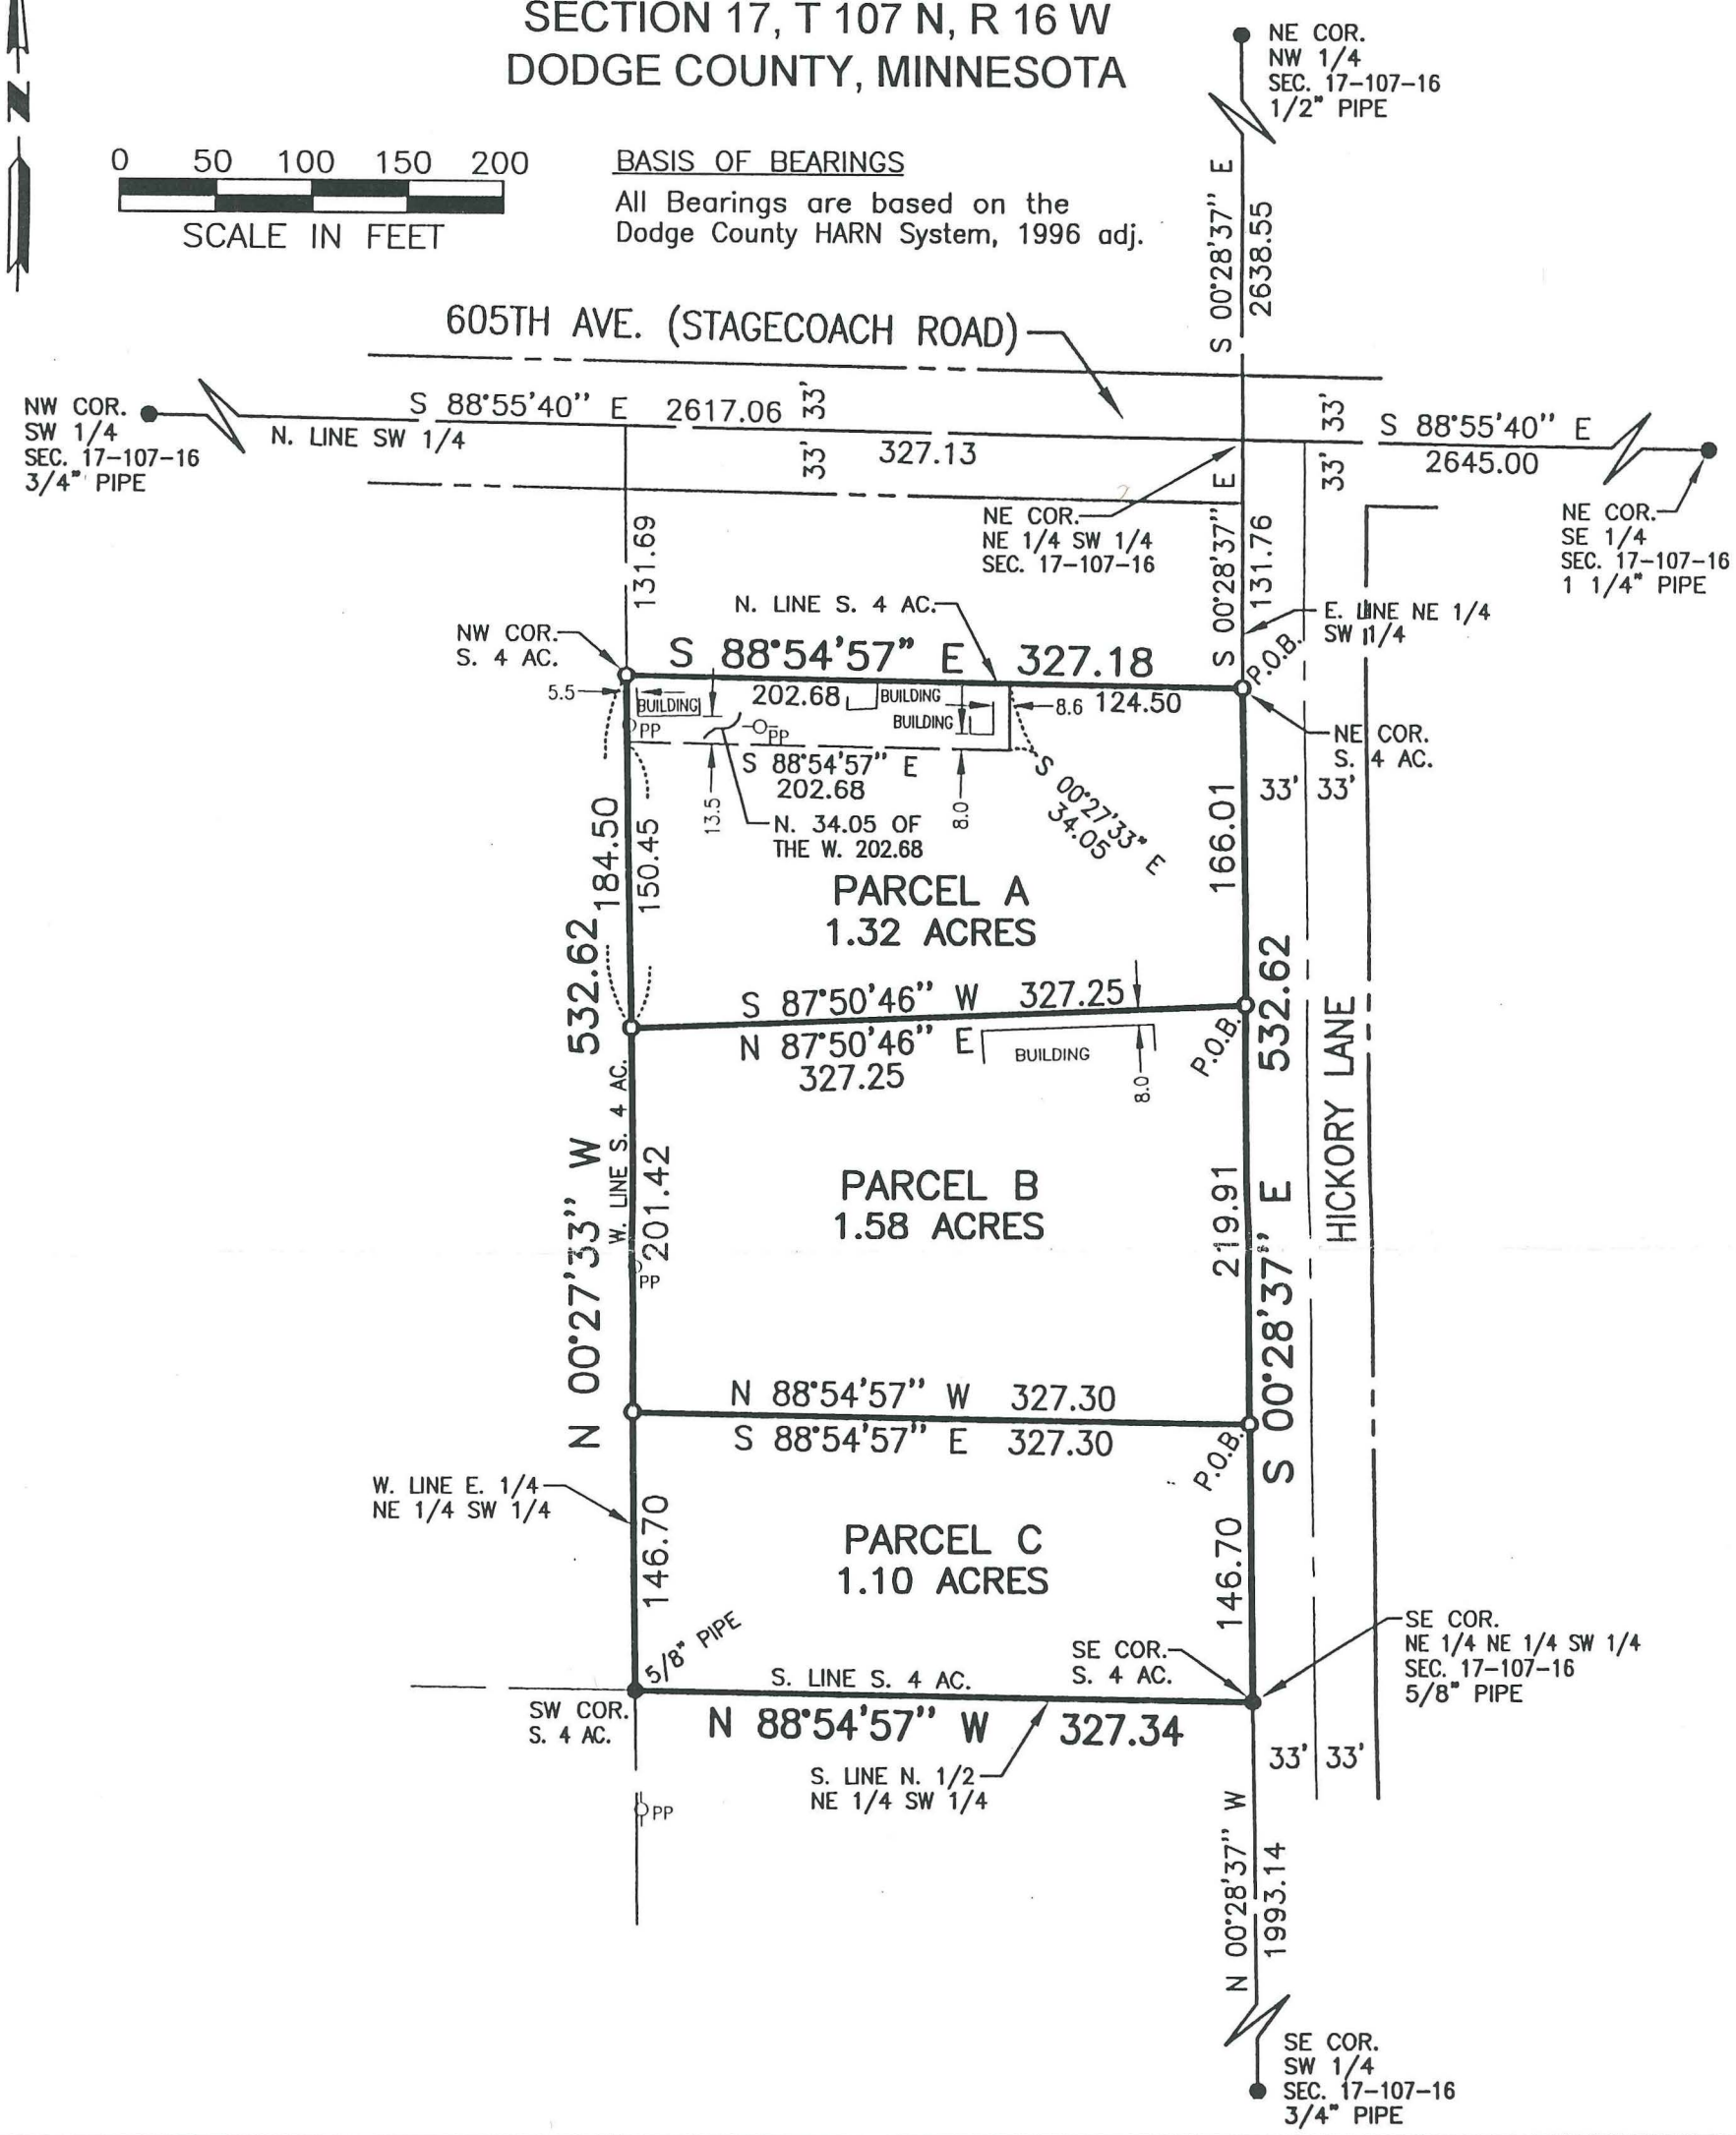 SECTION 17, T 107 N, R 16 W
DODGE COUNTY, MINNESOTA
NE COR.
NW 1/4
SEC. 17-107-16
1/2" PIPE
N
0 50 100 150 200
SCALE IN FEET
BASIS OF BEARINGS
All Bearings are based on the
Dodge County HARN System, 1996 adj.
S 00°28'37" E
2638.55
605TH AVE. (STAGECOACH ROAD)
NW COR.
SW 1/4
SEC. 17-107-16
3/4" PIPE
S 88°55'40" E 2617.06
N. LINE SW 1/4
33'
33'
327.13
33'
33'
S 88°55'40" E
2645.00
NE COR.
NE 1/4 SW 1/4
SEC. 17-107-16
NE COR.
SE 1/4
SEC. 17-107-16
1 1/4" PIPE
131.69
S 00°28'37" E
131.76
N. LINE S. 4 AC.
E. LINE NE 1/4
SW 1/4
NW COR.
S. 4 AC.
S 88°54'57" E 327.18
P.O.B.
5.5
BUILDING
202.68
BUILDING
BUILDING
8.6 124.50
PP
PP
NE COR.
S. 4 AC.
S 88°54'57" E
202.68
13.5
8.0
S 00°27'33" E
34.05
33' 33'
N. 34.05 OF
THE W. 202.68
184.50
150.45
166.01
PARCEL A
1.32 ACRES
N 00°27'33" W 532.62
S 00°28'37" E 532.62
HICKORY LANE
S 87°50'46" W 327.25
N 87°50'46" E
327.25
BUILDING
8.0
P.O.B.
W. LINE S. 4 AC.
201.42
PP
PARCEL B
1.58 ACRES
219.91
N 88°54'57" W 327.30
S 88°54'57" E 327.30
P.O.B.
W. LINE E. 1/4
NE 1/4 SW 1/4
146.70
PARCEL C
1.10 ACRES
146.70
5/8" PIPE
SE COR.
S. 4 AC.
SE COR.
NE 1/4 NE 1/4 SW 1/4
SEC. 17-107-16
5/8" PIPE
S. LINE S. 4 AC.
SW COR.
S. 4 AC.
N 88°54'57" W 327.34
33' 33'
S. LINE N. 1/2
NE 1/4 SW 1/4
PP
N 00°28'37" W
1993.14
SE COR.
SW 1/4
SEC. 17-107-16
3/4" PIPE